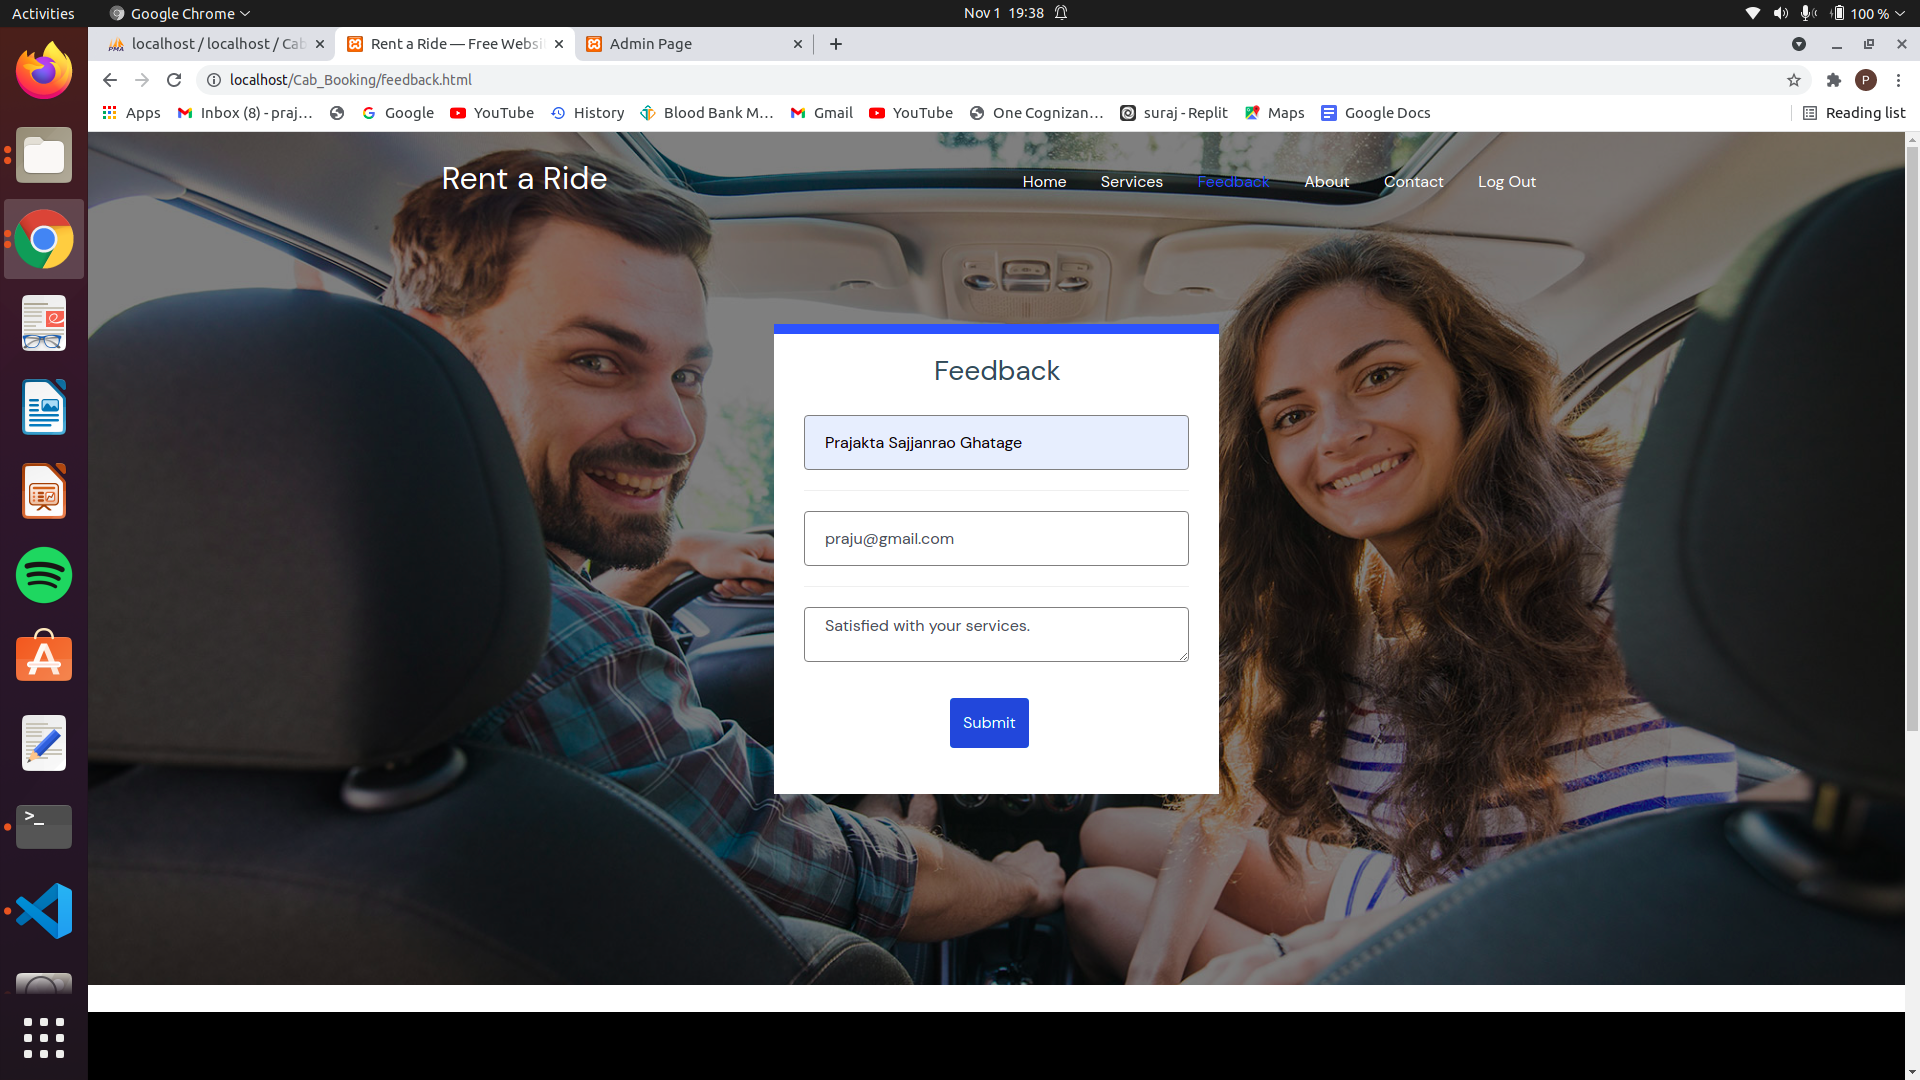 Activities
Google Chrome
Nov 1 19:38
100 %
localhost / localhost / Cab
Rent a Ride — Free Websi
Admin Page
localhost/Cab_Booking/feedback.html
P
Apps
Inbox (8) - praj...
Google
YouTube
History
Blood Bank M...
Gmail
YouTube
One Cognizan...
suraj - Replit
Maps
Google Docs
Reading list
Rent a Ride
Home
Services
Feedback
About
Contact
Log Out
Feedback
Prajakta Sajjanrao Ghatage
praju@gmail.com
Satisfied with your services.
Submit